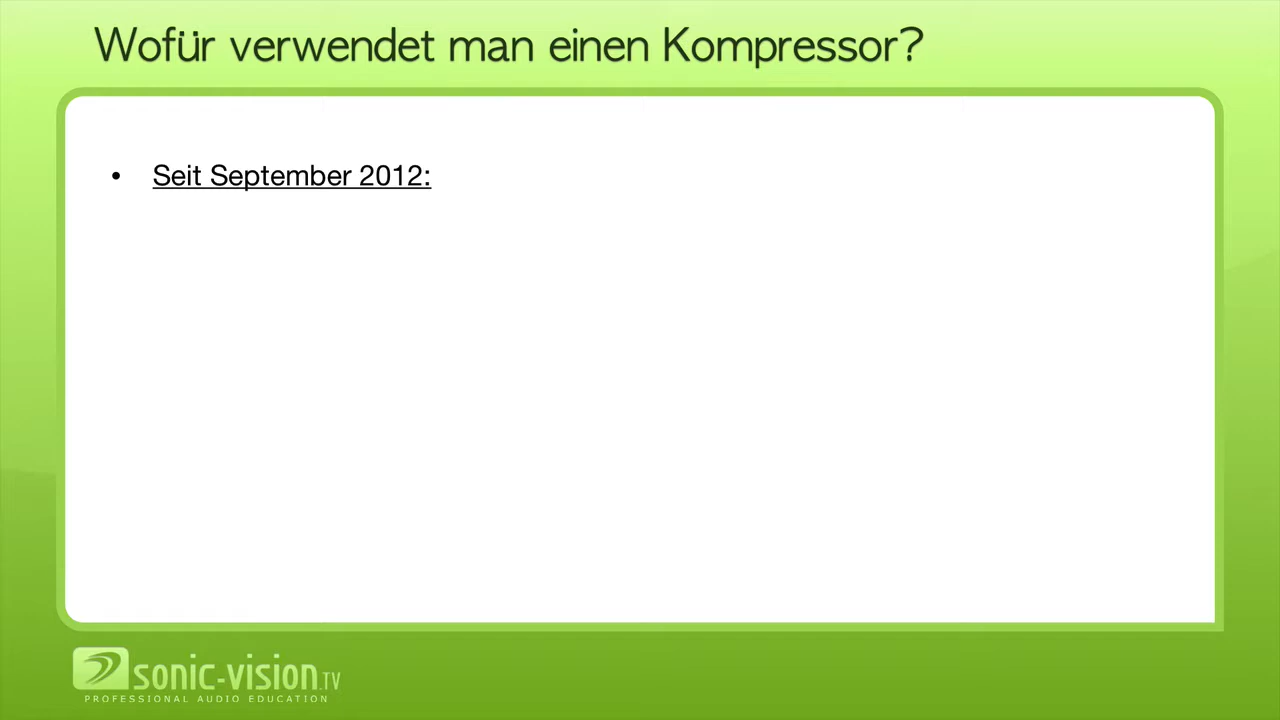 Wofür verwendet man einen Kompressor?
• Seit September 2012:
sonic-vision.TV
PROFESSIONAL AUDIO EDUCATION